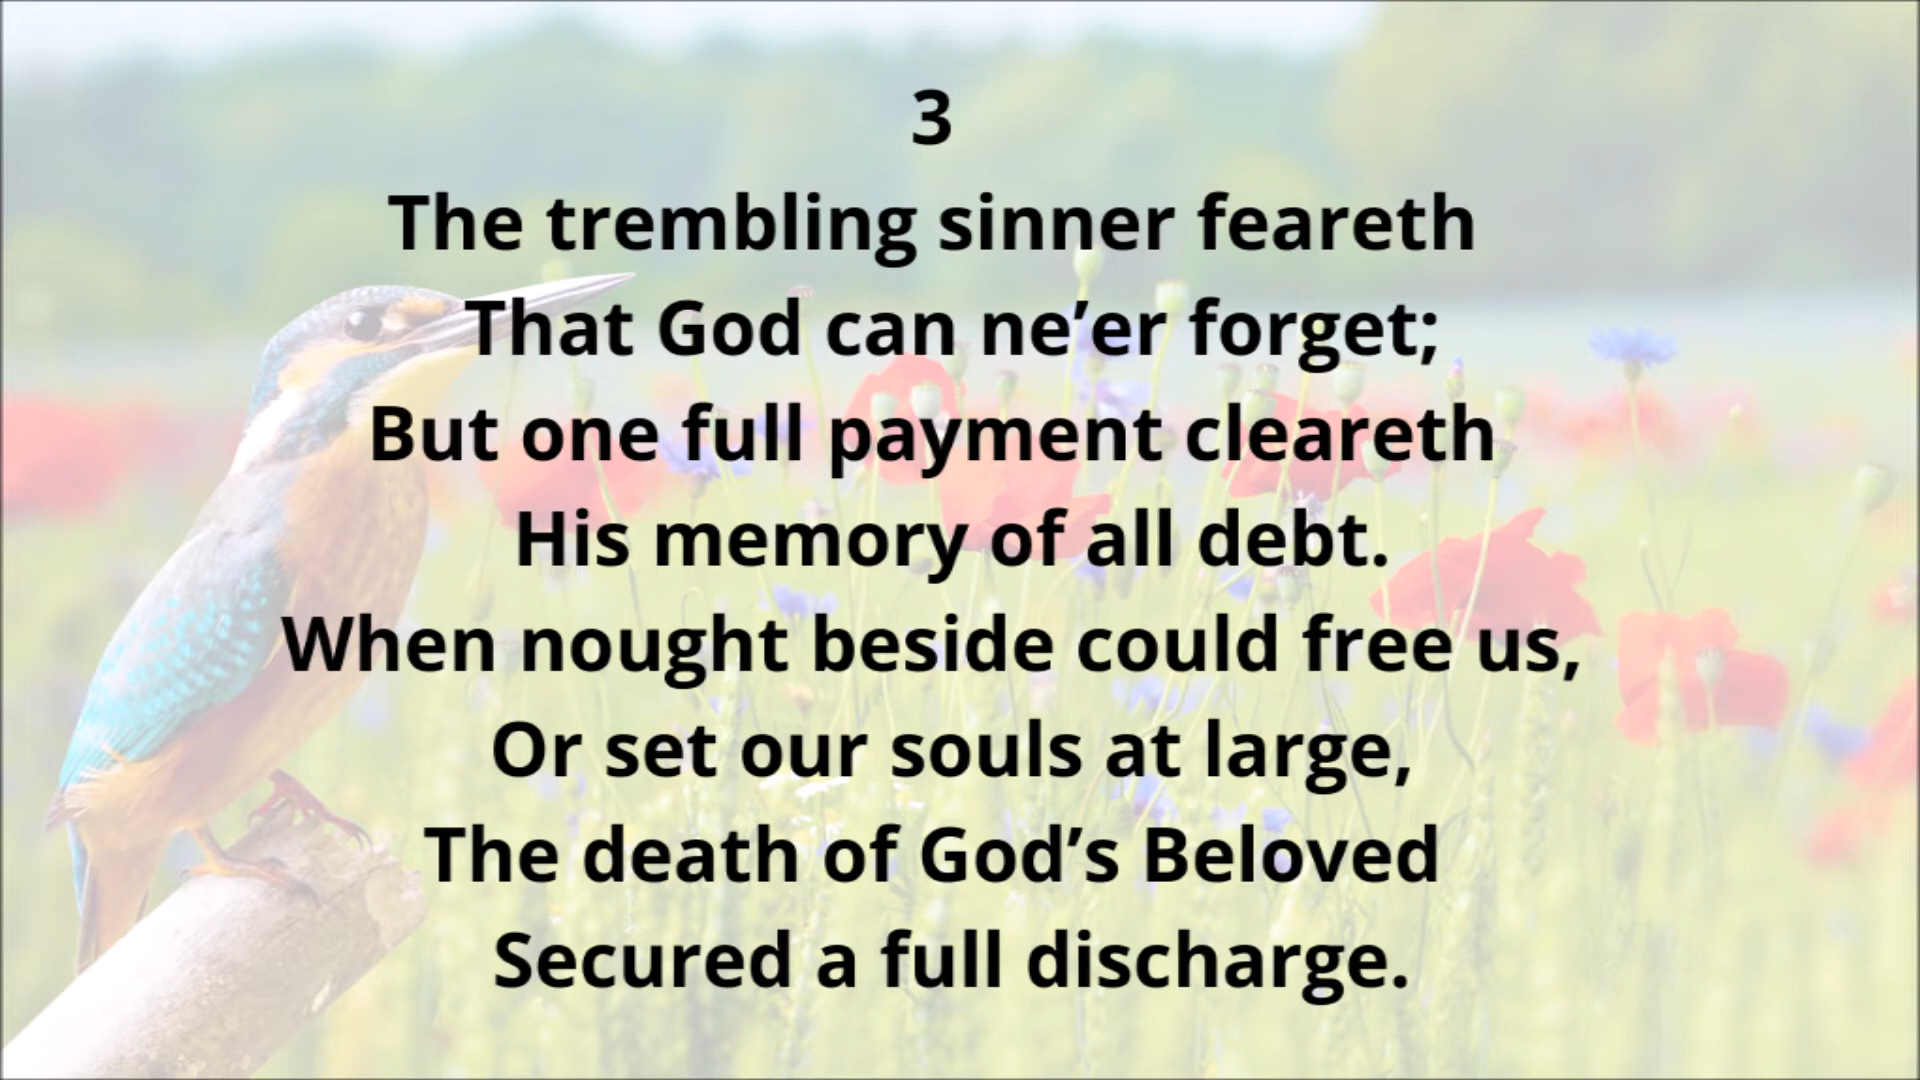 3
The trembling sinner feareth
That God can ne’er forget;
But one full payment cleareth
His memory of all debt.
When nought beside could free us,
Or set our souls at large,
The death of God’s Beloved
Secured a full discharge.